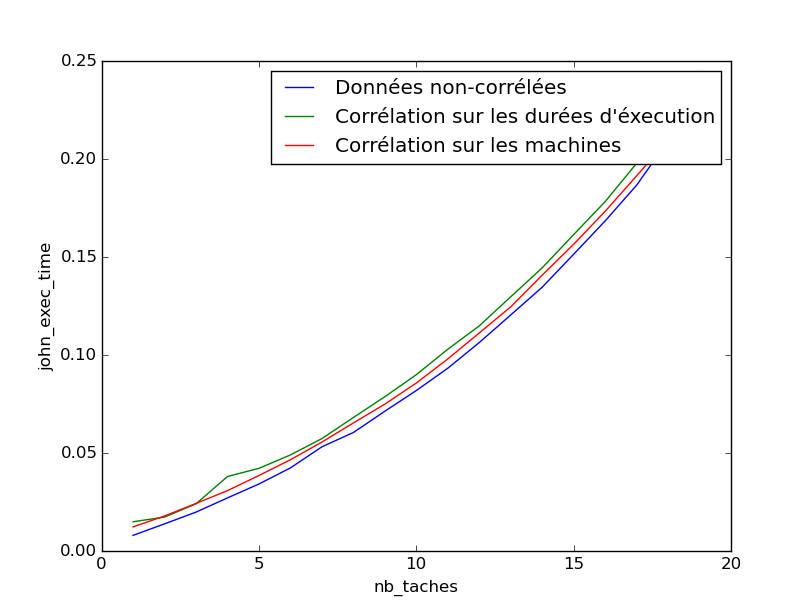 0.25
0.20
0.15
0.10
0.05
0.00
john_exec_time
Données non-corrélées
Corrélation sur les durées d'éxecution
Corrélation sur les machines
0 5 10 15 20
nb_taches